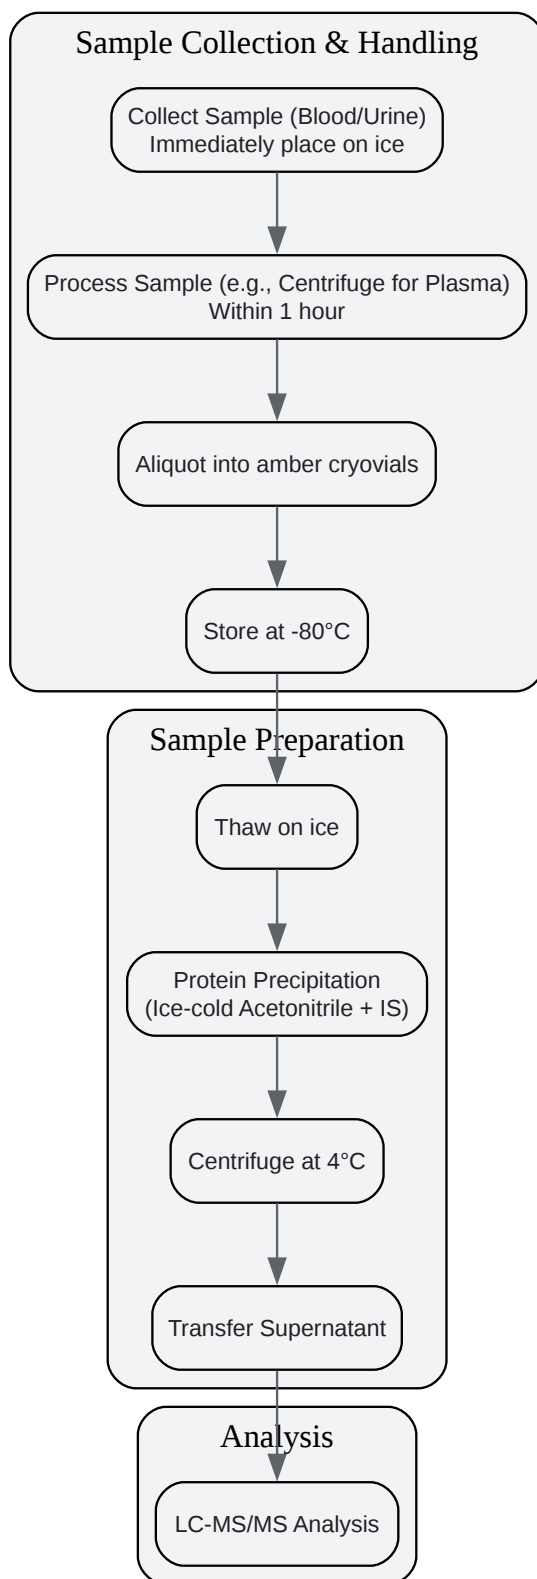 Sample Collection & Handling
Collect Sample (Blood/Urine)
Immediately place on ice
Process Sample (e.g., Centrifuge for Plasma)
Within 1 hour
Aliquot into amber cryovials
Store at -80°C
Sample Preparation
Thaw on ice
Protein Precipitation
(Ice-cold Acetonitrile + IS)
Centrifuge at 4°C
Transfer Supernatant
Analysis
LC-MS/MS Analysis